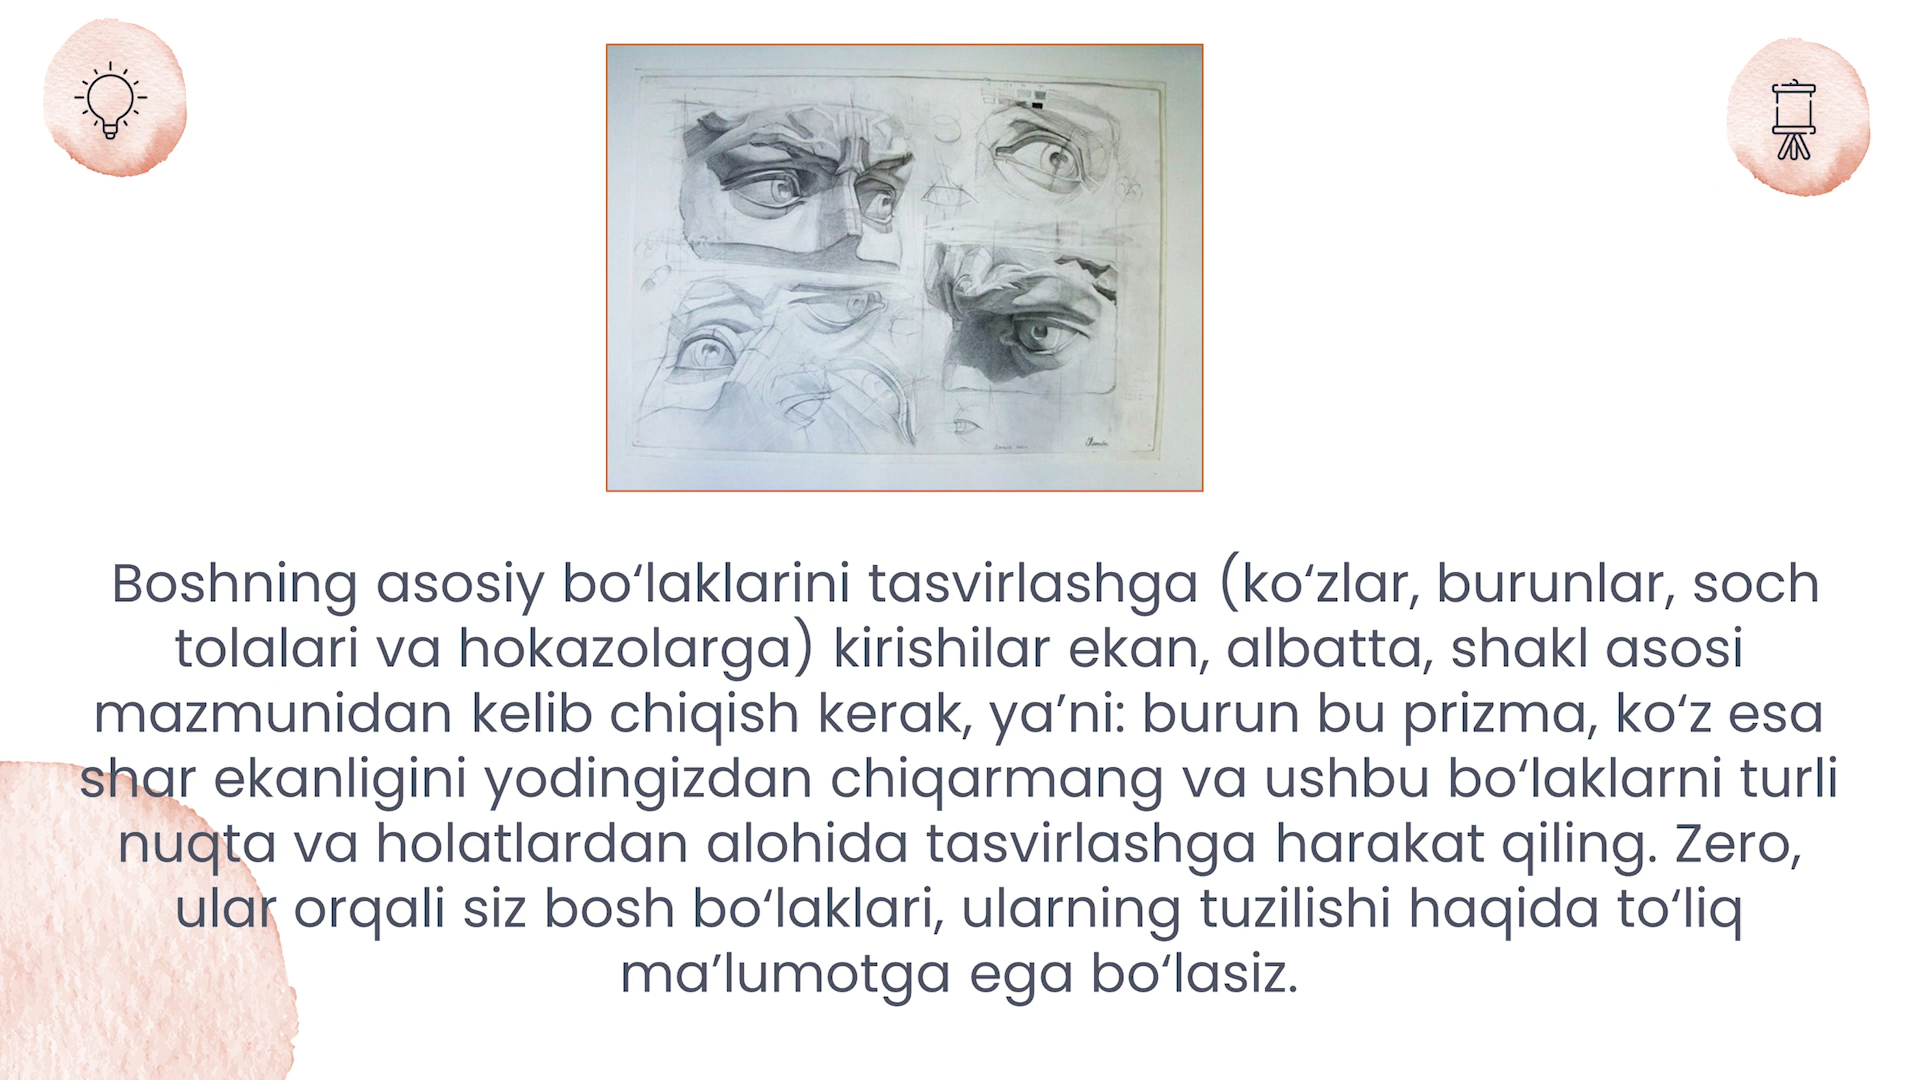 Boshning asosiy bo‘laklarini tasvirlashga (ko‘zlar, burunlar, soch
tolalari va hokazolarga) kirishilar ekan, albatta, shakl asosi
mazmunidan kelib chiqish kerak, ya’ni: burun bu prizma, ko‘z esa
shar ekanligini yodingizdan chiqarmang va ushbu bo‘laklarni turli
nuqta va holatlardan alohida tasvirlashga harakat qiling. Zero,
ular orqali siz bosh bo‘laklari, ularning tuzilishi haqida to‘liq
ma’lumotga ega bo‘lasiz.